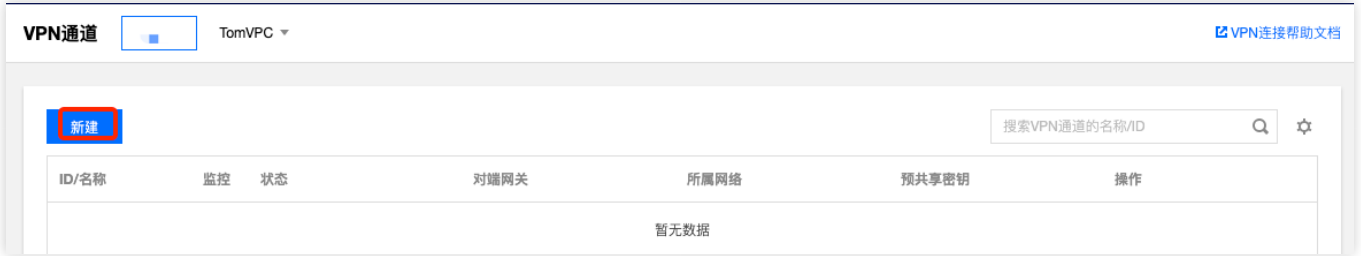 VPN通道 TomVPC VPN连接帮助文档
新建 搜索VPN通道的名称/ID
ID/名称 监控 状态 对端网关 所属网络 预共享密钥 操作
暂无数据